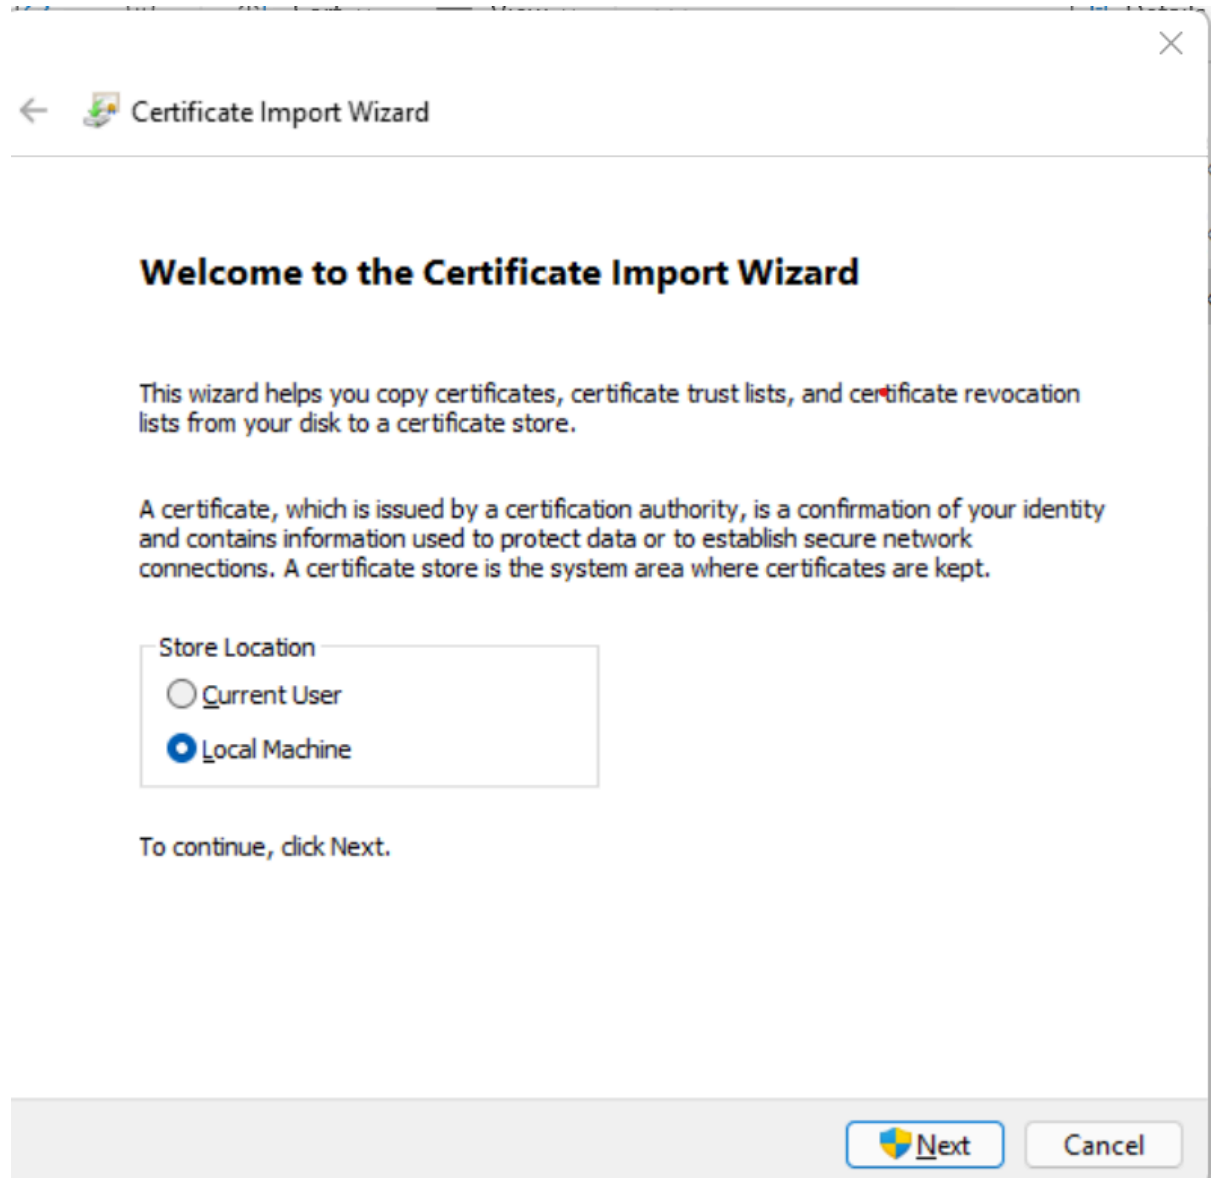 Certificate Import Wizard
Welcome to the Certificate Import Wizard
This wizard helps you copy certificates, certificate trust lists, and certificate revocation
lists from your disk to a certificate store.
A certificate, which is issued by a certification authority, is a confirmation of your identity
and contains information used to protect data or to establish secure network
connections. A certificate store is the system area where certificates are kept.
Store Location
Current User
Local Machine
To continue, click Next.
Next
Cancel